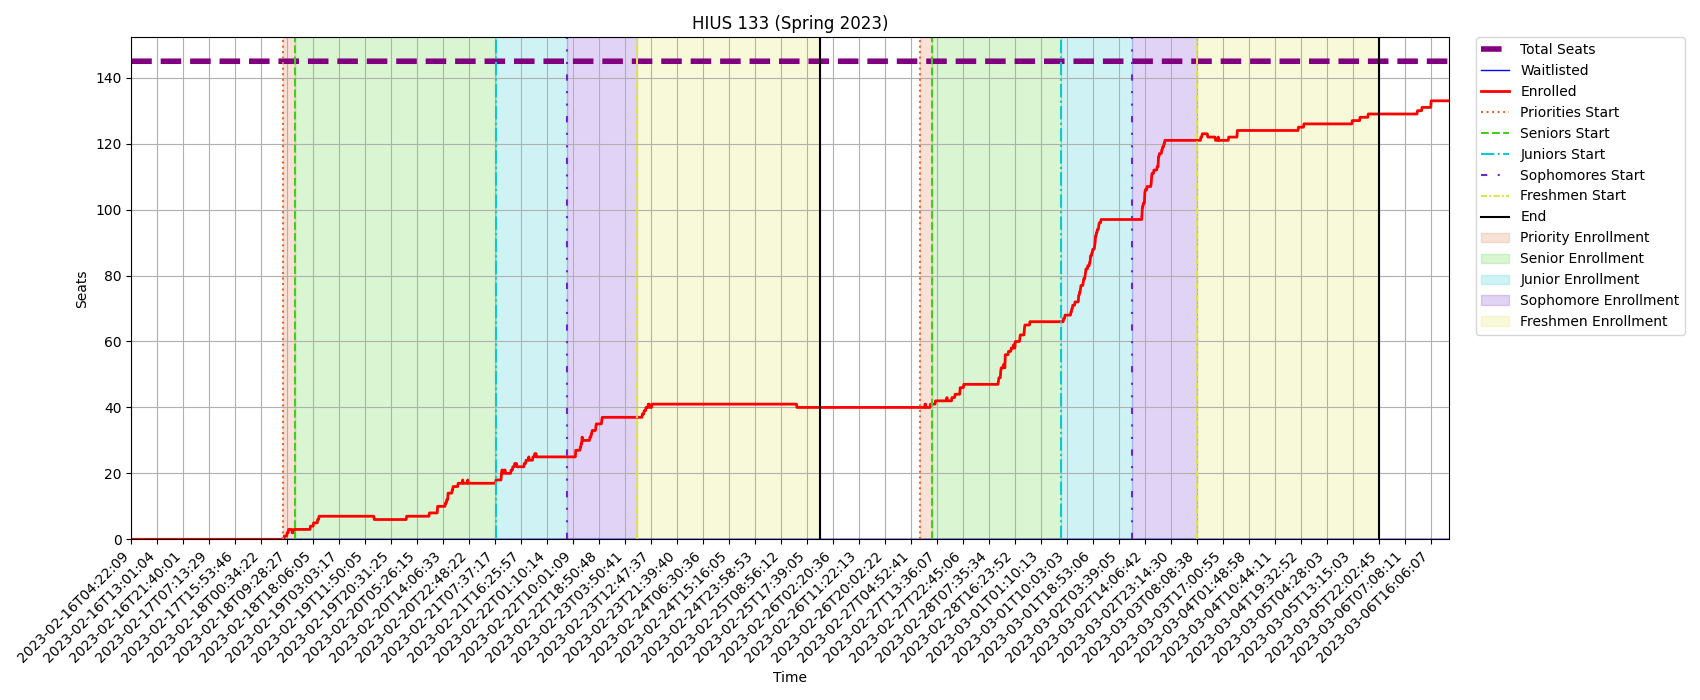 HIUS 133 (Spring 2023)
Seats
140
120
100
80
60
40
20
0
2023-02-16T04:22:09
2023-02-16T13:01:04
2023-02-16T21:40:01
2023-02-17T07:13:29
2023-02-17T15:53:46
2023-02-18T00:34:22
2023-02-18T09:28:27
2023-02-18T18:06:05
2023-02-19T03:03:17
2023-02-19T11:50:05
2023-02-19T20:31:25
2023-02-20T05:26:15
2023-02-20T14:06:33
2023-02-20T22:48:22
2023-02-21T07:37:17
2023-02-21T16:25:57
2023-02-22T01:10:14
2023-02-22T10:01:09
2023-02-22T18:50:48
2023-02-23T03:50:41
2023-02-23T12:47:37
2023-02-23T21:39:40
2023-02-24T06:30:36
2023-02-24T15:16:05
2023-02-24T23:58:53
2023-02-25T08:56:12
2023-02-25T17:39:05
2023-02-26T02:20:36
2023-02-26T11:22:13
2023-02-26T20:02:22
2023-02-27T04:52:41
2023-02-27T13:36:07
2023-02-27T22:45:06
2023-02-28T07:35:34
2023-02-28T16:23:52
2023-03-01T01:10:13
2023-03-01T10:03:03
2023-03-01T18:53:06
2023-03-02T03:39:05
2023-03-02T14:06:42
2023-03-02T23:14:30
2023-03-03T08:08:38
2023-03-03T17:00:55
2023-03-04T01:48:58
2023-03-04T10:44:11
2023-03-04T19:32:52
2023-03-05T04:28:03
2023-03-05T13:15:03
2023-03-05T22:02:45
2023-03-06T07:08:11
2023-03-06T16:06:07
Time
Total Seats
Waitlisted
Enrolled
Priorities Start
Seniors Start
Juniors Start
Sophomores Start
Freshmen Start
End
Priority Enrollment
Senior Enrollment
Junior Enrollment
Sophomore Enrollment
Freshmen Enrollment